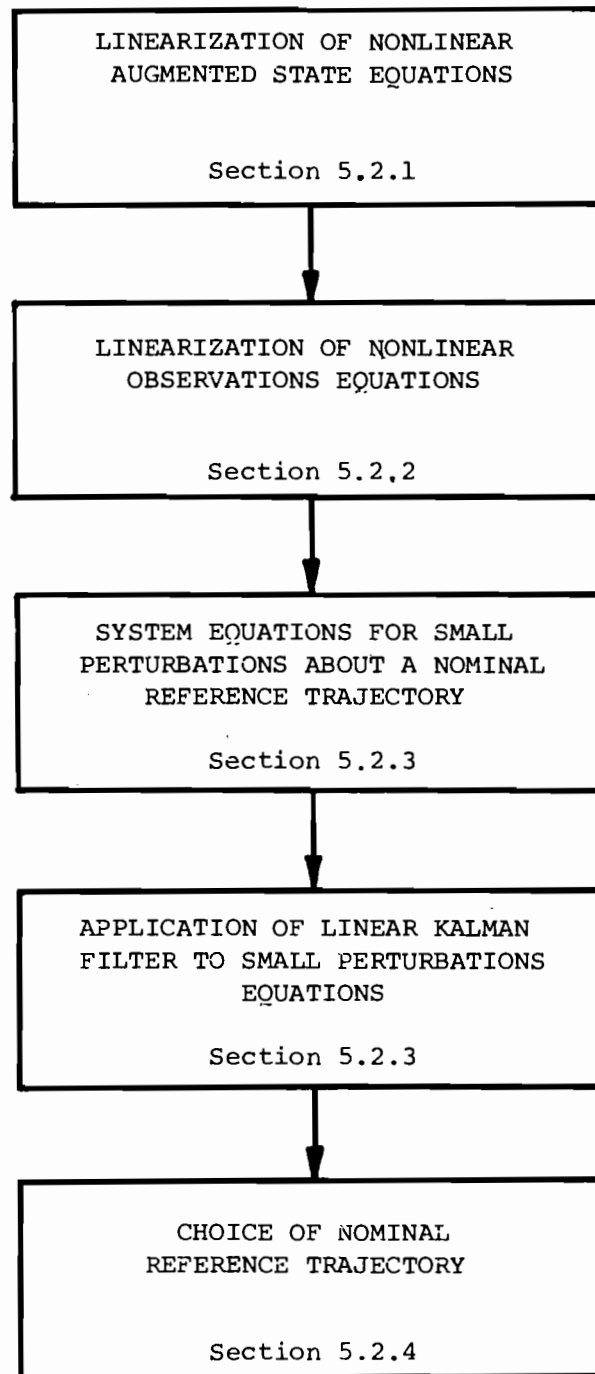 LINEARIZATION OF NONLINEAR
AUGMENTED STATE EQUATIONS
Section 5.2.1
LINEARIZATION OF NONLINEAR
OBSERVATIONS EQUATIONS
Section 5.2.2
SYSTEM EQUATIONS FOR SMALL
PERTURBATIONS ABOUT A NOMINAL
REFERENCE TRAJECTORY
Section 5.2.3
APPLICATION OF LINEAR KALMAN
FILTER TO SMALL PERTURBATIONS
EQUATIONS
Section 5.2.3
CHOICE OF NOMINAL
REFERENCE TRAJECTORY
Section 5.2.4